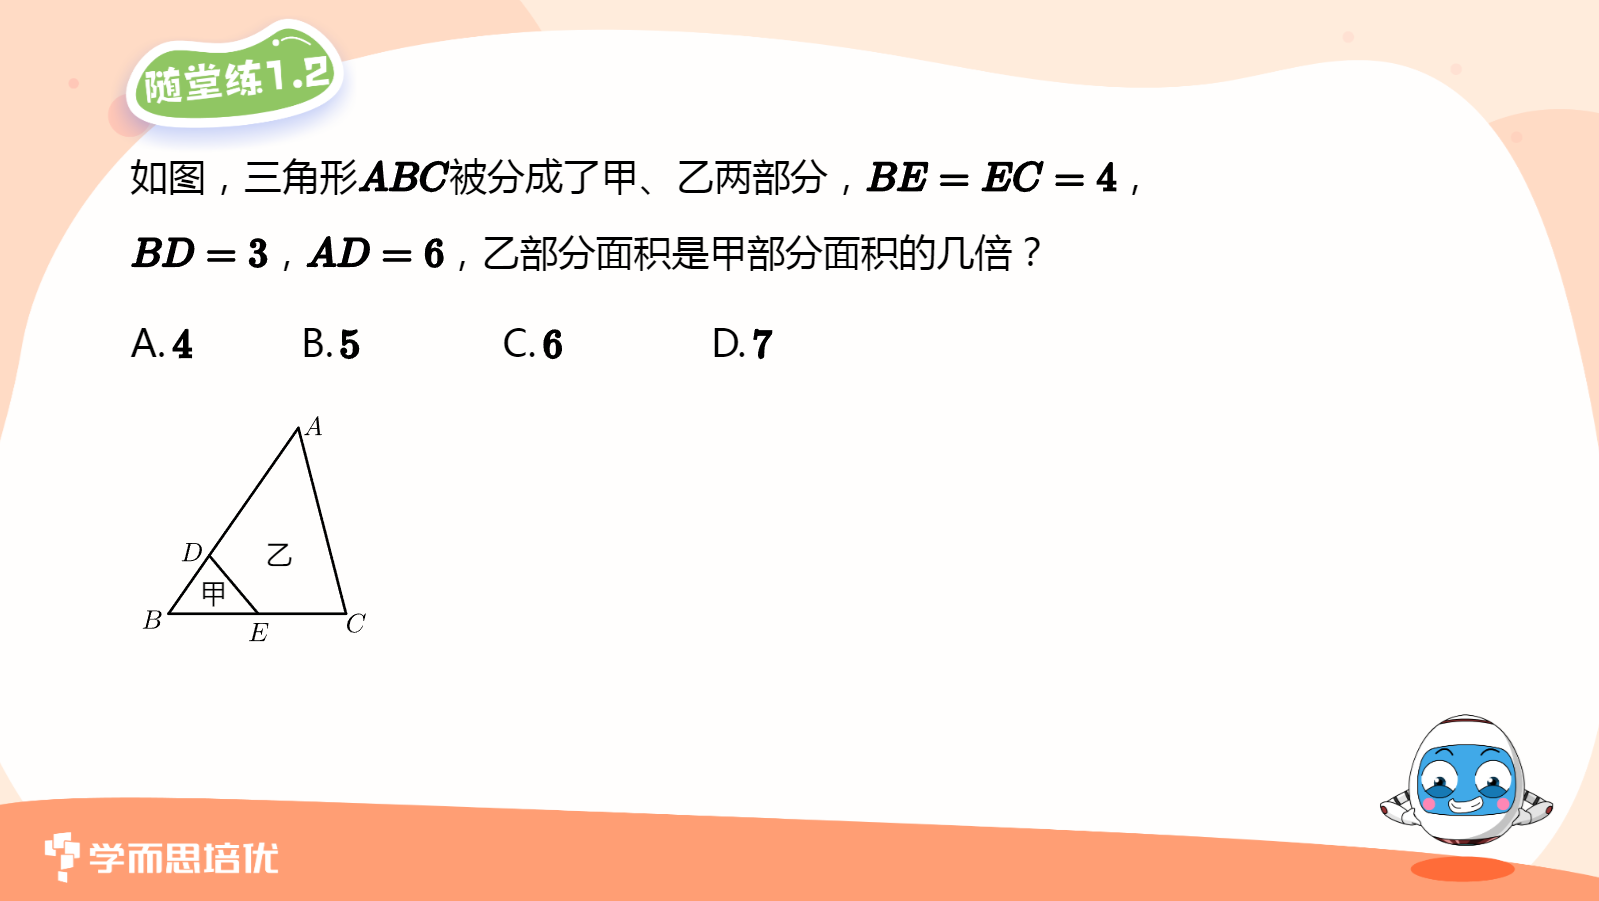 随堂练1.2
如图，三角形ABC被分成了甲、乙两部分，BE = EC = 4，
BD = 3，AD = 6，乙部分面积是甲部分面积的几倍？
A. 4 B. 5 C. 6 D. 7
A
D
乙
甲
B
E
C
学而思培优